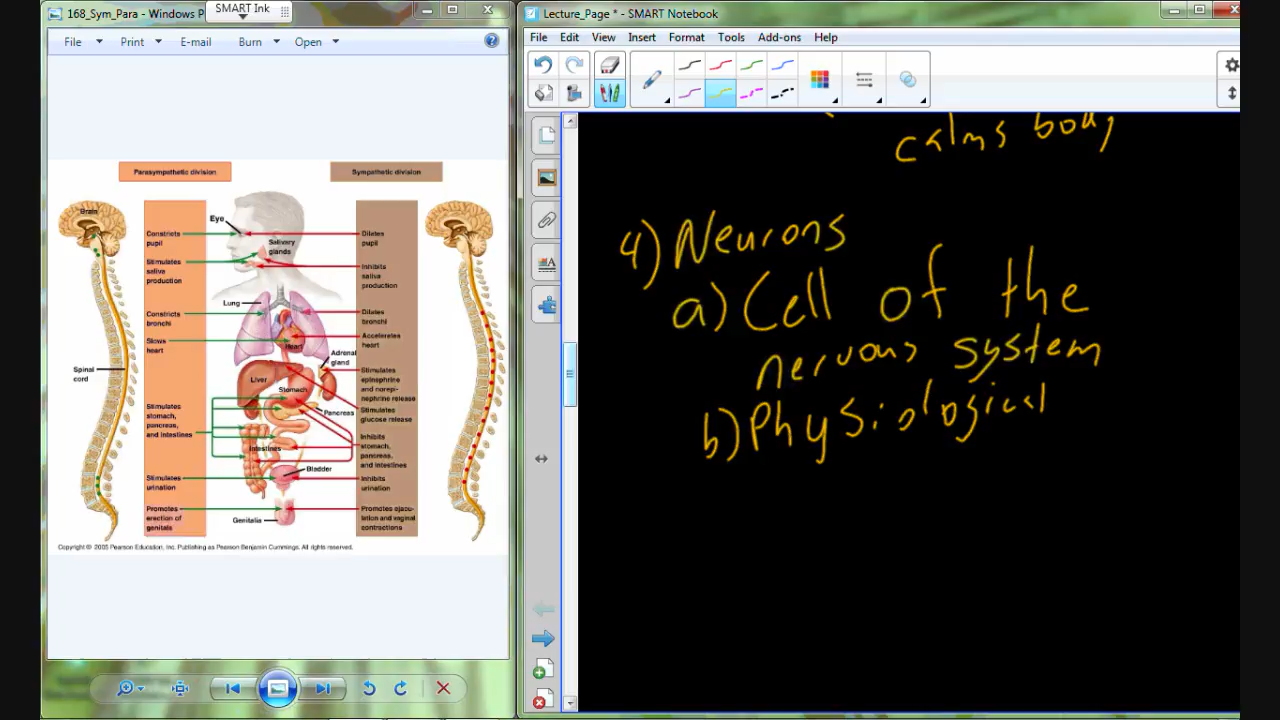 168_Sym_Para - Windows P
SMART Ink
File Print E-mail Burn Open
Parasympathetic division
Sympathetic division
Brain
Eye
Constricts
pupil
Salivary
glands
Dilates
pupil
Stimulates
saliva
production
Inhibits
saliva
production
Lung
Constricts
bronchi
Dilates
bronchi
Slows
heart
Heart
Accelerates
heart
Adrenal
gland
Spinal
cord
Liver
Stomach
Stimulates
epinephrine
and norepi-
nephrine release
Pancreas
Stimulates
glucose release
Stimulates
stomach,
pancreas,
and intestines
Intestines
Inhibits
stomach,
pancreas,
and intestines
Bladder
Stimulates
urination
Inhibits
urination
Promotes
erection of
genitals
Genitalia
Promotes ejacu-
lation and vaginal
contractions
Copyright © 2005 Pearson Education, Inc. Publishing as Pearson Benjamin Cummings. All rights reserved.
Lecture_Page * - SMART Notebook
File Edit View Insert Format Tools Add-ons Help
calms body
4) Neurons
a) Cell of the
nervous system
b) Physiological